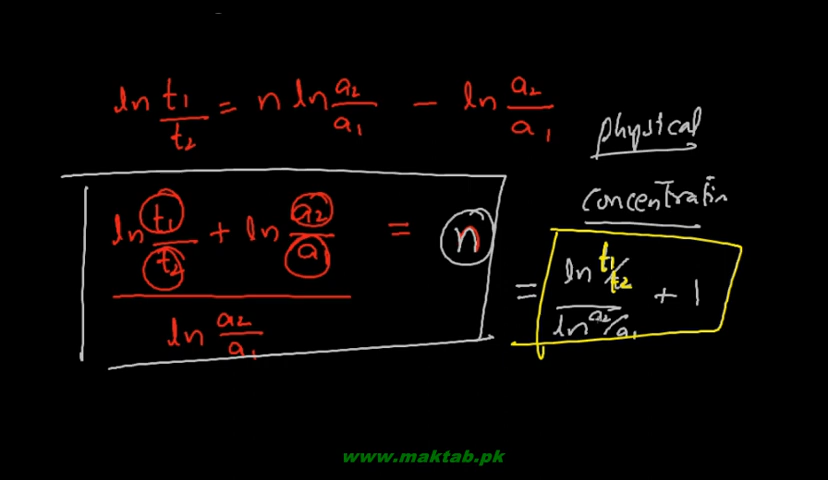 ln t1/t2 = n ln a2/a1 − ln a2/a1
physical
concentratin
(ln t1/t2 + ln a2/a1) / (ln a2/a1) = n
= (ln t1/t2) / (ln a2/a1) + 1
www.maktab.pk